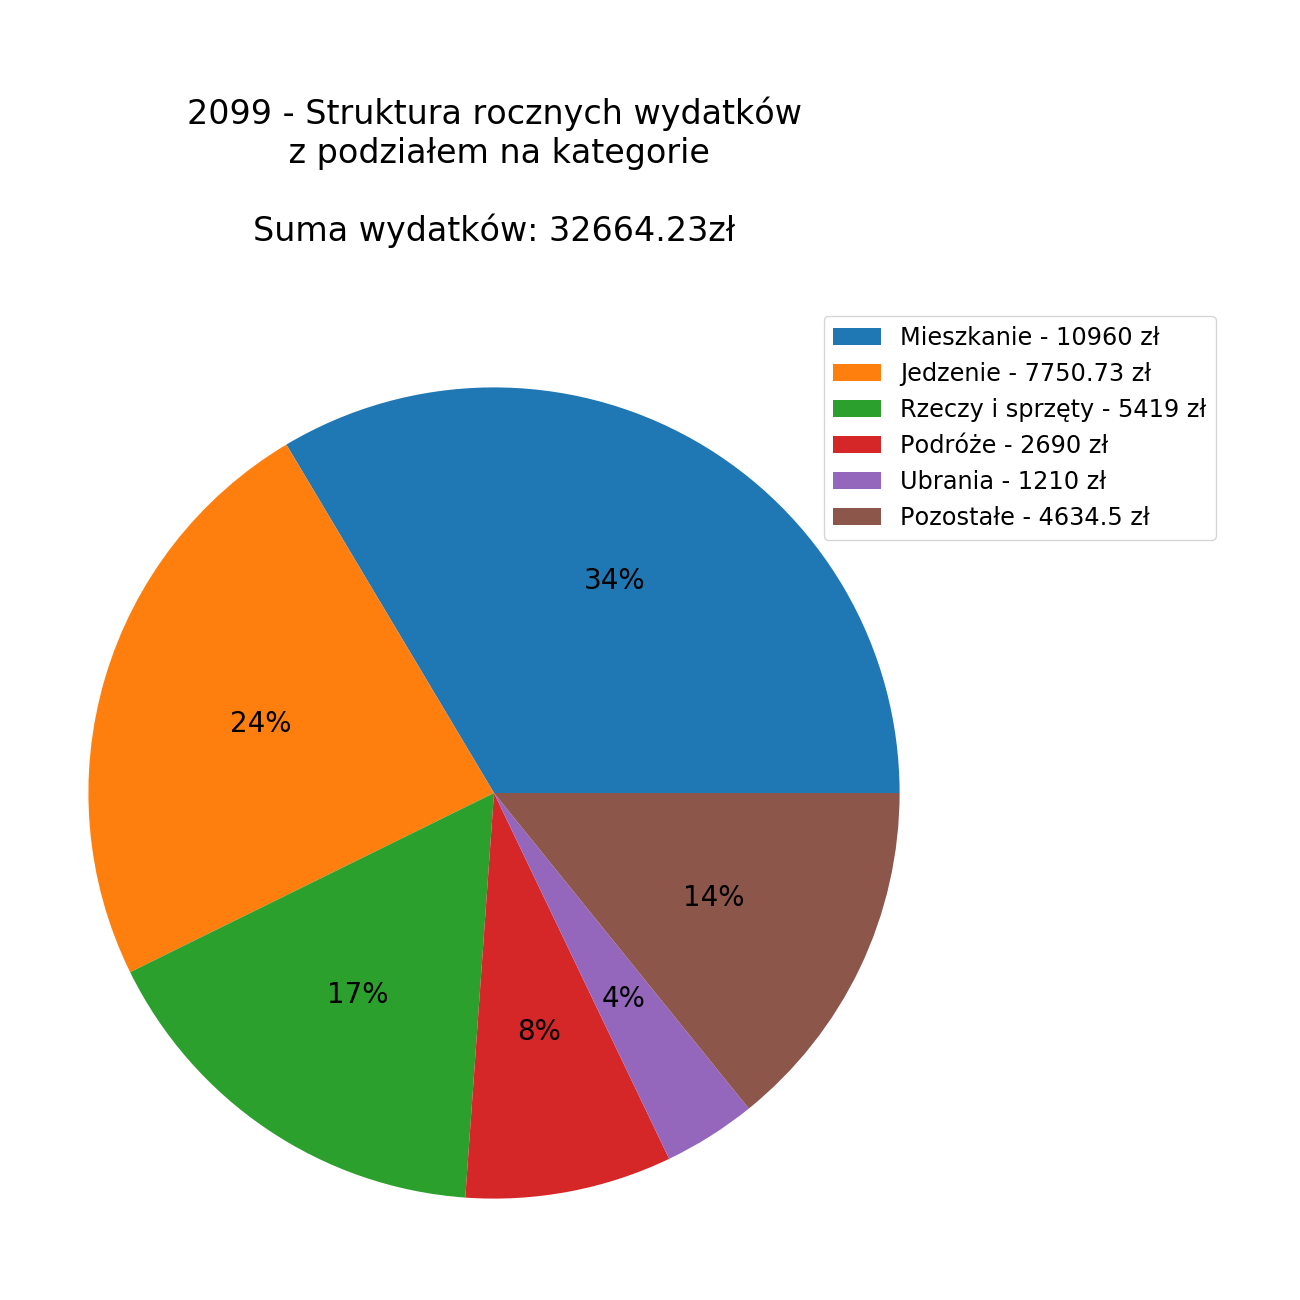 2099 - Struktura rocznych wydatków
z podziałem na kategorie
Suma wydatków: 32664.23zł
Mieszkanie - 10960 zł
Jedzenie - 7750.73 zł
Rzeczy i sprzęty - 5419 zł
Podróże - 2690 zł
Ubrania - 1210 zł
Pozostałe - 4634.5 zł
34%
24%
14%
17%
4%
8%